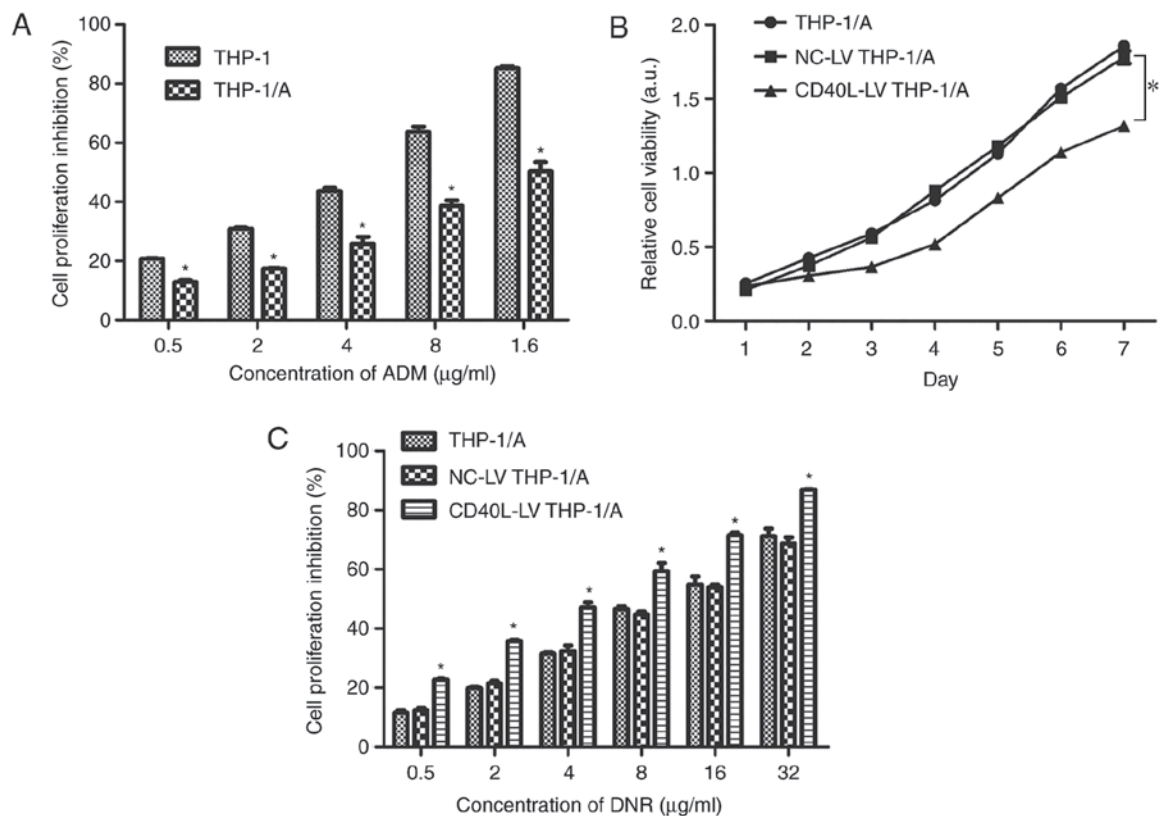 A
Cell proliferation inhibition (%)
100
80
60
40
20
0
THP-1
THP-1/A
* * * * *
0.5 2 4 8 1.6
Concentration of ADM (μg/ml)
B
Relative cell viability (a.u.)
2.0
1.5
1.0
0.5
0.0
THP-1/A
NC-LV THP-1/A
CD40L-LV THP-1/A
*
1 2 3 4 5 6 7
Day
C
Cell proliferation inhibition (%)
100
80
60
40
20
0
THP-1/A
NC-LV THP-1/A
CD40L-LV THP-1/A
* * * * * *
0.5 2 4 8 16 32
Concentration of DNR (μg/ml)